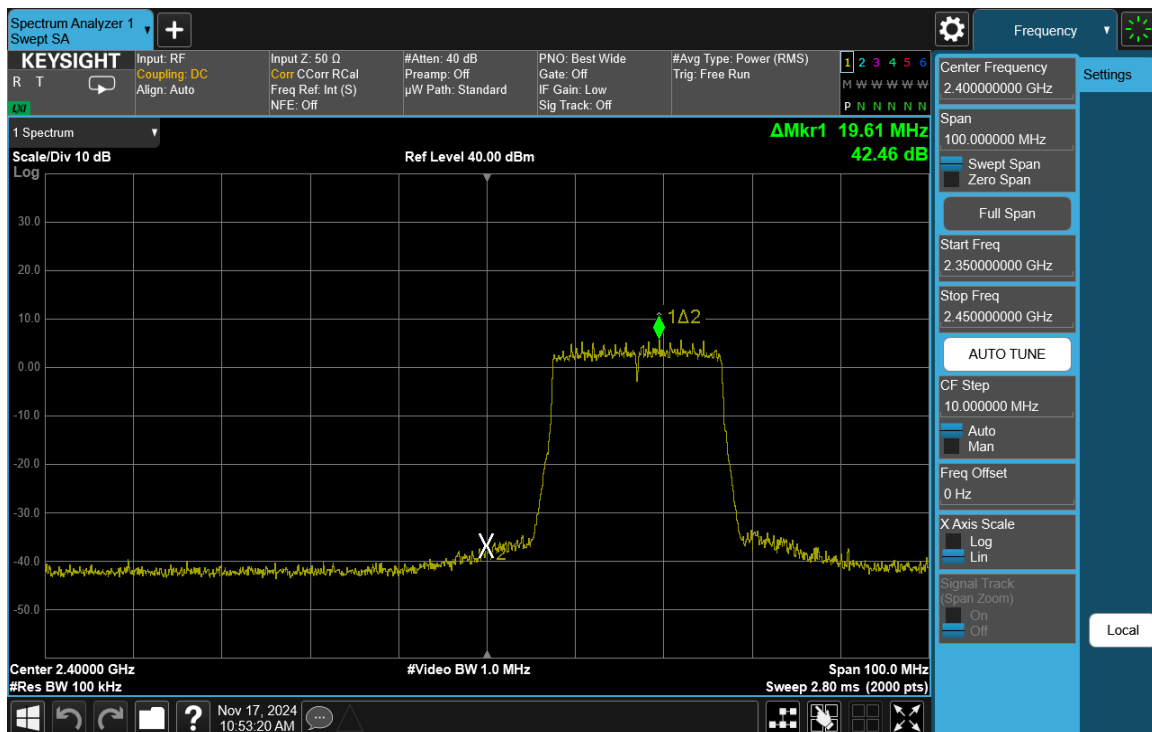 Spectrum Analyzer 1
Swept SA
+
Frequency
KEYSIGHT
R T
LXI
Input: RF
Coupling: DC
Align: Auto
Input Z: 50 Ω
Corr CCorr RCal
Freq Ref: Int (S)
NFE: Off
#Atten: 40 dB
Preamp: Off
µW Path: Standard
PNO: Best Wide
Gate: Off
IF Gain: Low
Sig Track: Off
#Avg Type: Power (RMS)
Trig: Free Run
1 2 3 4 5 6
M W W W W W
P N N N N N
1 Spectrum
Scale/Div 10 dB
Log
Ref Level 40.00 dBm
ΔMkr1 19.61 MHz
42.46 dB
30.0
20.0
10.0
0.00
-10.0
-20.0
-30.0
-40.0
-50.0
1Δ2
X2
Center 2.40000 GHz
#Res BW 100 kHz
#Video BW 1.0 MHz
Span 100.0 MHz
Sweep 2.80 ms (2000 pts)
?
Nov 17, 2024
10:53:20 AM
Center Frequency
2.400000000 GHz
Span
100.000000 MHz
Swept Span
Zero Span
Full Span
Start Freq
2.350000000 GHz
Stop Freq
2.450000000 GHz
AUTO TUNE
CF Step
10.000000 MHz
Auto
Man
Freq Offset
0 Hz
X Axis Scale
Log
Lin
Signal Track
(Span Zoom)
On
Off
Settings
Local